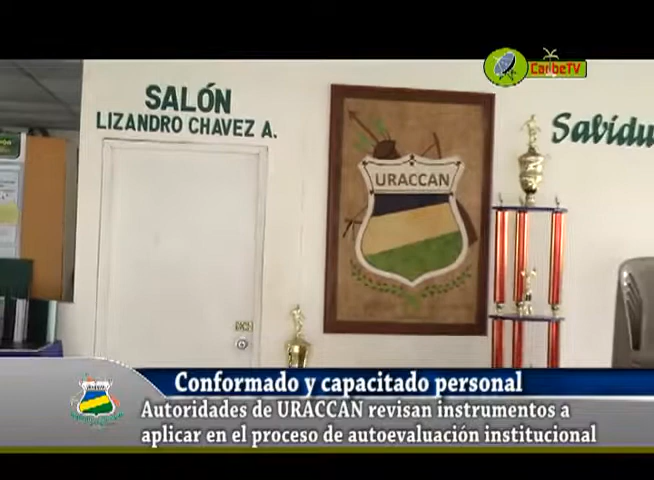 CaribeTV
SALÓN
LIZANDRO CHAVEZ A.
URACCAN
Conformado y capacitado personal
Autoridades de URACCAN revisan instrumentos a
aplicar en el proceso de autoevaluación institucional